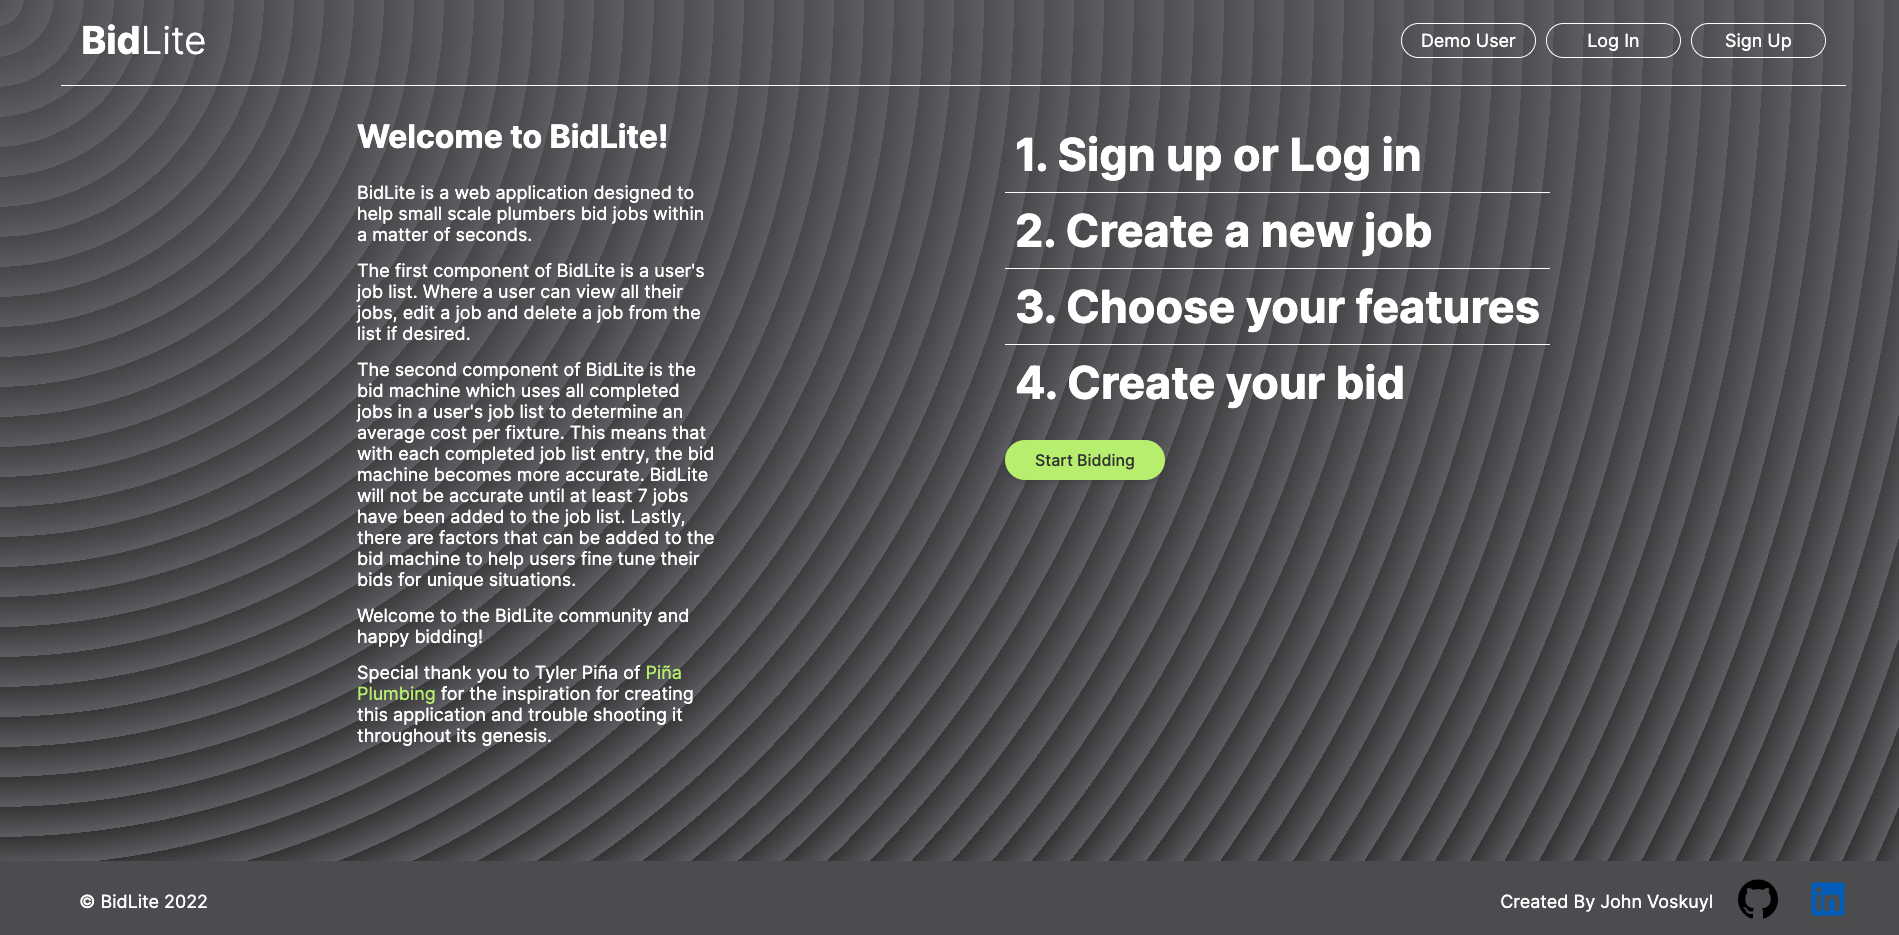 BidLite
Demo User
Log In
Sign Up
Welcome to BidLite!
BidLite is a web application designed to
help small scale plumbers bid jobs within
a matter of seconds.
The first component of BidLite is a user's
job list. Where a user can view all their
jobs, edit a job and delete a job from the
list if desired.
The second component of BidLite is the
bid machine which uses all completed
jobs in a user's job list to determine an
average cost per fixture. This means that
with each completed job list entry, the bid
machine becomes more accurate. BidLite
will not be accurate until at least 7 jobs
have been added to the job list. Lastly,
there are factors that can be added to the
bid machine to help users fine tune their
bids for unique situations.
Welcome to the BidLite community and
happy bidding!
Special thank you to Tyler Piña of Piña
Plumbing for the inspiration for creating
this application and trouble shooting it
throughout its genesis.
1. Sign up or Log in
2. Create a new job
3. Choose your features
4. Create your bid
Start Bidding
© BidLite 2022
Created By John Voskuyl
in